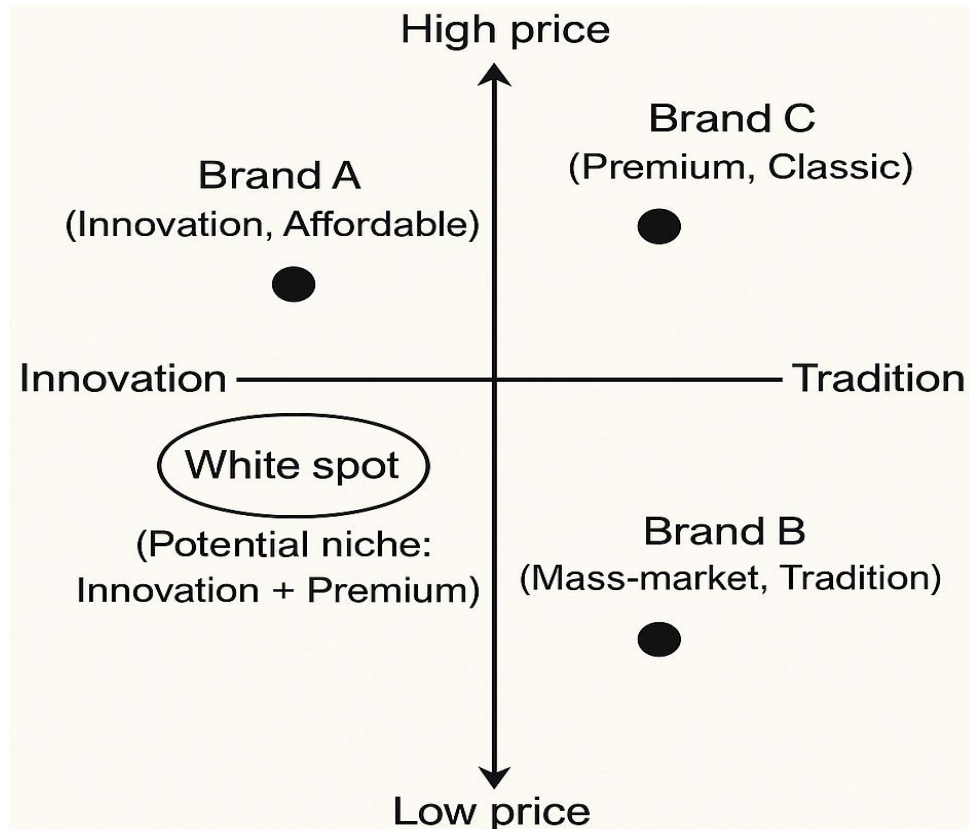 High price
Brand C
(Premium, Classic)
Brand A
(Innovation, Affordable)
Innovation
Tradition
White spot
(Potential niche:
Innovation + Premium)
Brand B
(Mass-market, Tradition)
Low price